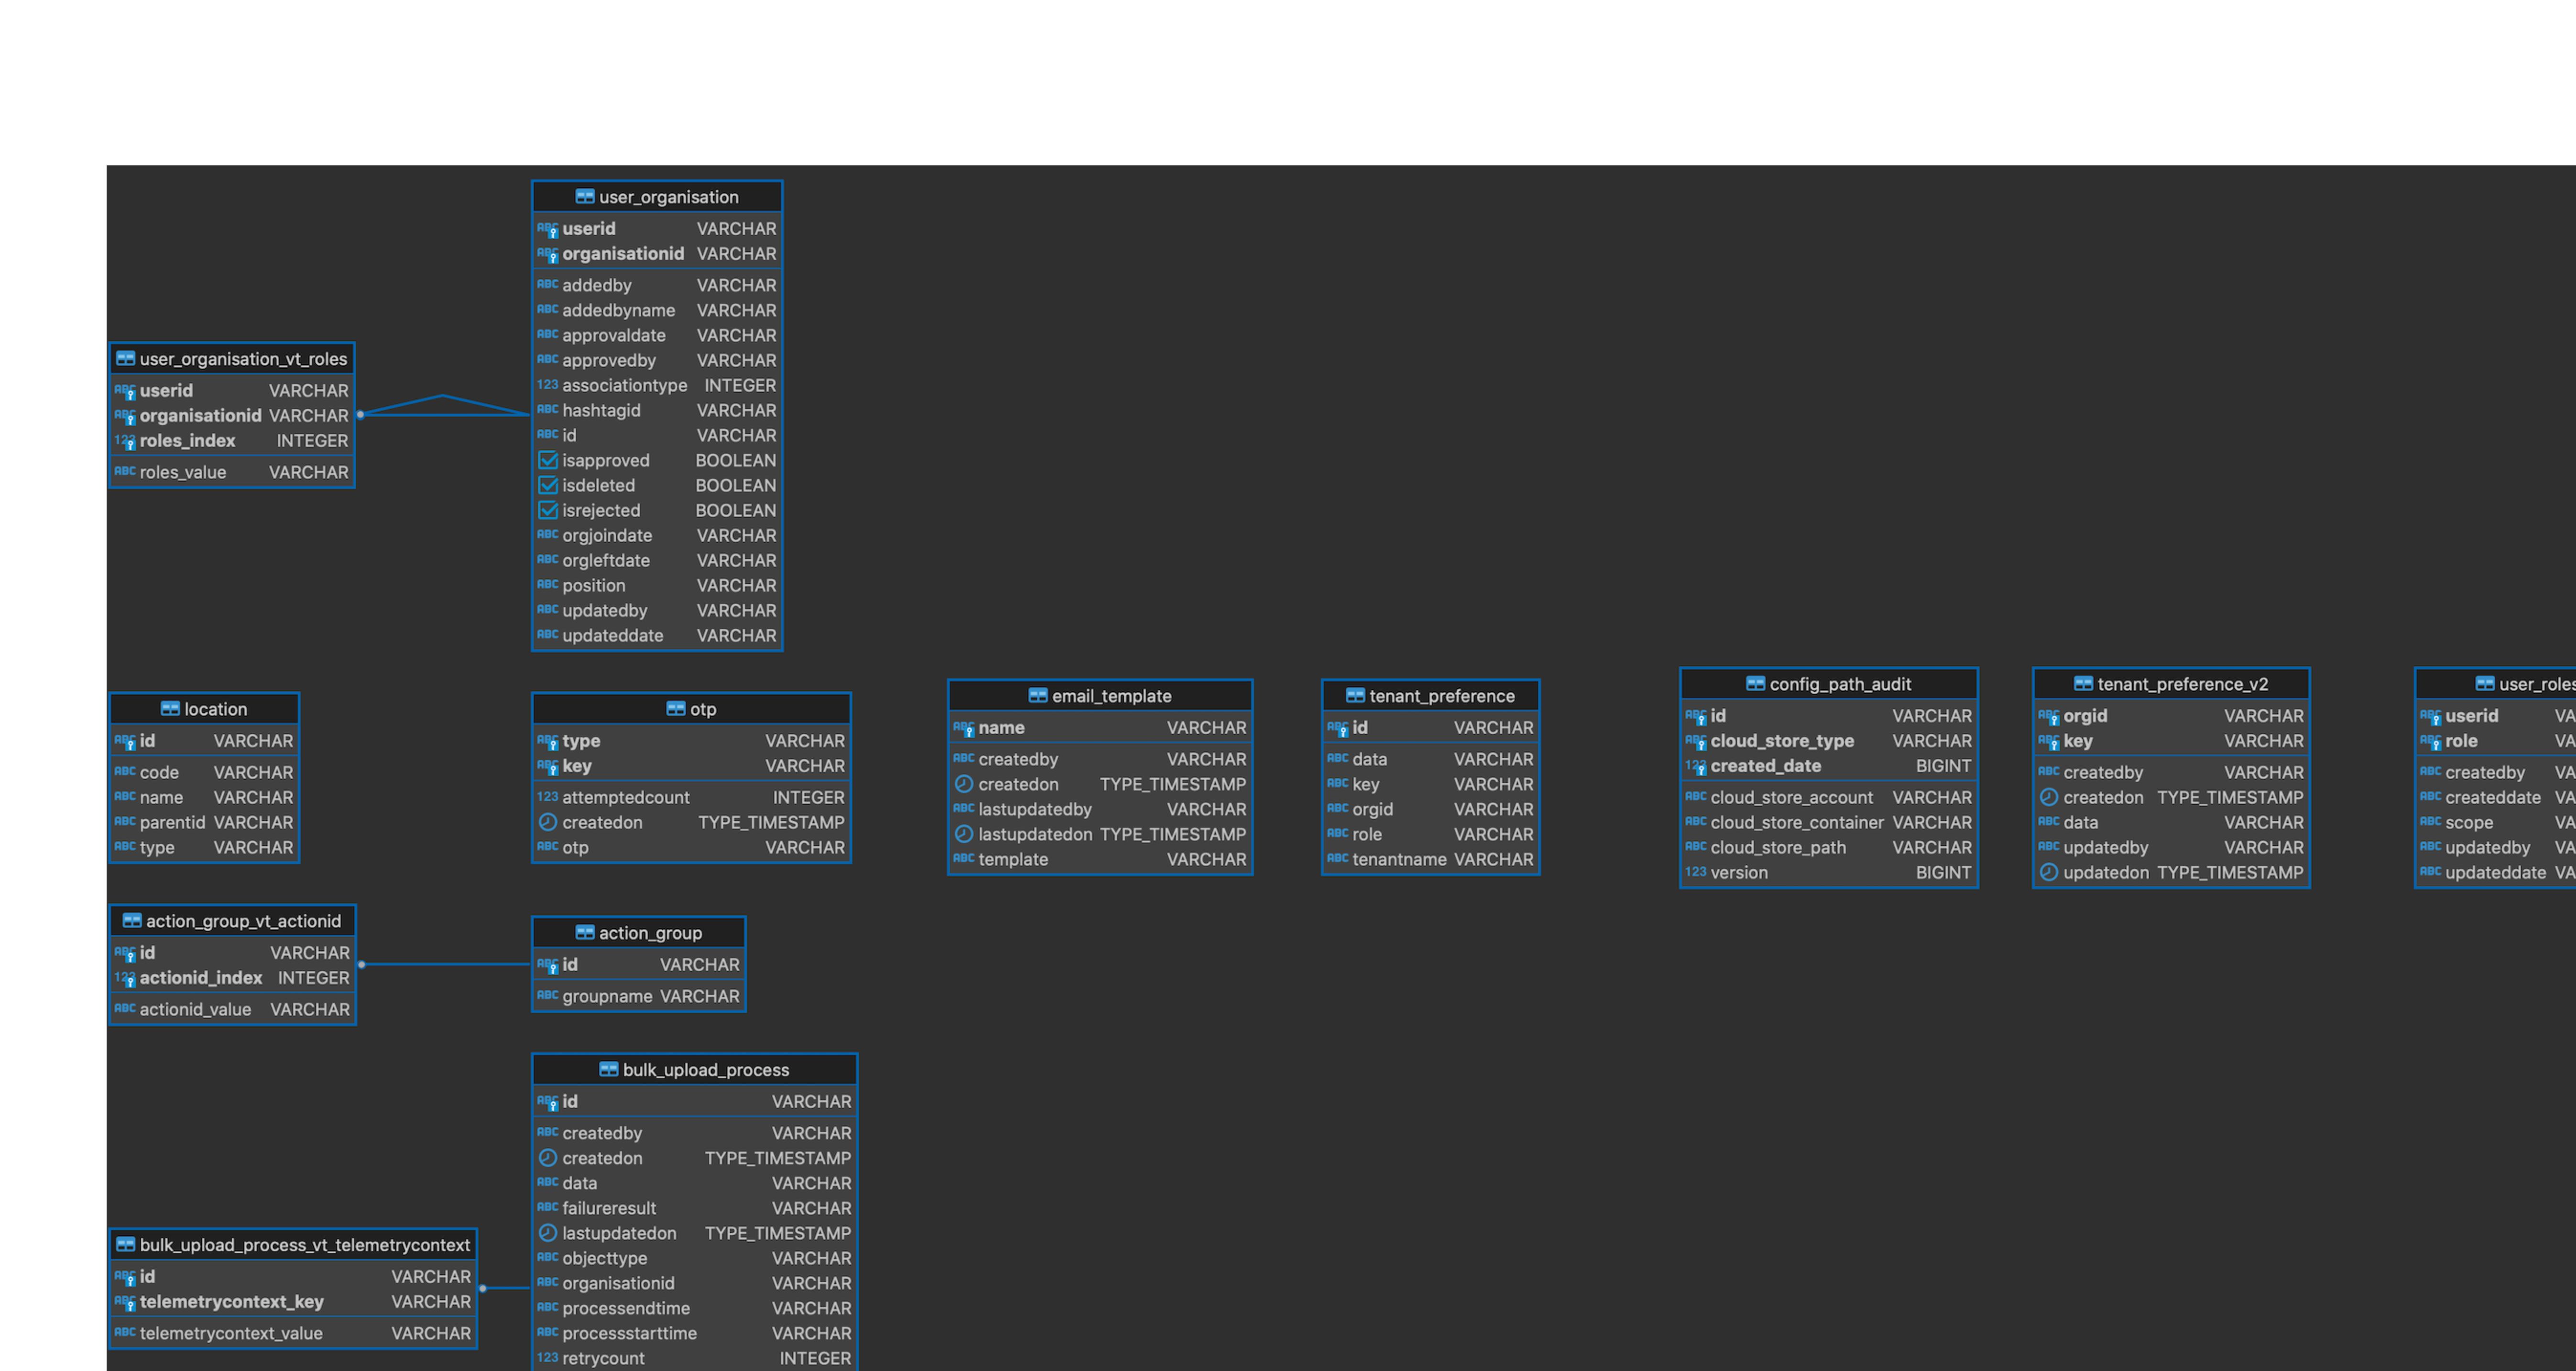 user_organisation
userid VARCHAR
organisationid VARCHAR
addedby VARCHAR
addedbyname VARCHAR
approvaldate VARCHAR
approvedby VARCHAR
associationtype INTEGER
hashtagid VARCHAR
id VARCHAR
isapproved BOOLEAN
isdeleted BOOLEAN
isrejected BOOLEAN
orgjoindate VARCHAR
orgleftdate VARCHAR
position VARCHAR
updatedby VARCHAR
updateddate VARCHAR
user_organisation_vt_roles
userid VARCHAR
organisationid VARCHAR
roles_index INTEGER
roles_value VARCHAR
location
id VARCHAR
code VARCHAR
name VARCHAR
parentid VARCHAR
type VARCHAR
otp
type VARCHAR
key VARCHAR
attemptedcount INTEGER
createdon TYPE_TIMESTAMP
otp VARCHAR
email_template
name VARCHAR
createdby VARCHAR
createdon TYPE_TIMESTAMP
lastupdatedby VARCHAR
lastupdatedon TYPE_TIMESTAMP
template VARCHAR
tenant_preference
id VARCHAR
data VARCHAR
key VARCHAR
orgid VARCHAR
role VARCHAR
tenantname VARCHAR
config_path_audit
id VARCHAR
cloud_store_type VARCHAR
created_date BIGINT
cloud_store_account VARCHAR
cloud_store_container VARCHAR
cloud_store_path VARCHAR
version BIGINT
tenant_preference_v2
orgid VARCHAR
key VARCHAR
createdby VARCHAR
createdon TYPE_TIMESTAMP
data VARCHAR
updatedby VARCHAR
updatedon TYPE_TIMESTAMP
user_roles
userid VA
role VA
createdby VA
createddate VA
scope VA
updatedby VA
updateddate VA
action_group_vt_actionid
id VARCHAR
actionid_index INTEGER
actionid_value VARCHAR
action_group
id VARCHAR
groupname VARCHAR
bulk_upload_process
id VARCHAR
createdby VARCHAR
createdon TYPE_TIMESTAMP
data VARCHAR
failureresult VARCHAR
lastupdatedon TYPE_TIMESTAMP
objecttype VARCHAR
organisationid VARCHAR
processendtime VARCHAR
processstarttime VARCHAR
retrycount INTEGER
bulk_upload_process_vt_telemetrycontext
id VARCHAR
telemetrycontext_key VARCHAR
telemetrycontext_value VARCHAR